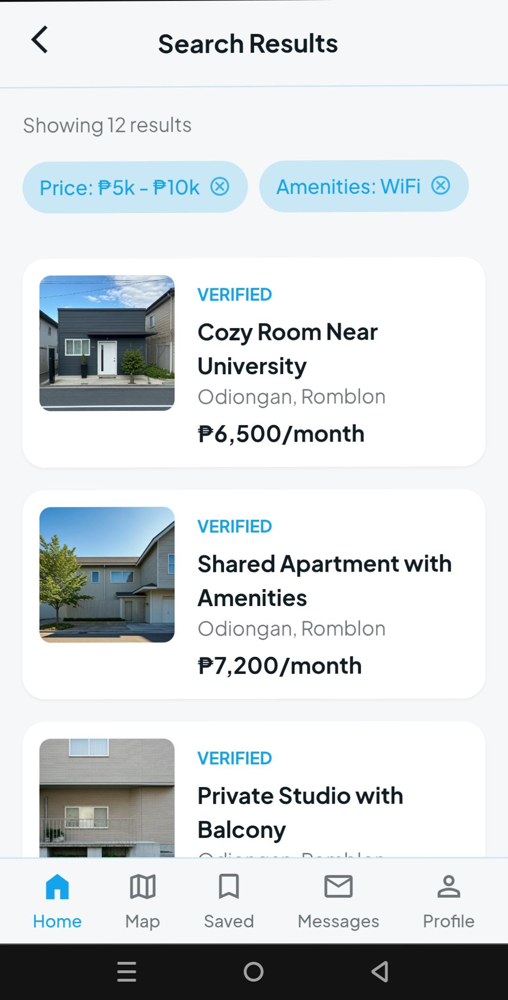 Search Results
Showing 12 results
Price: ₱5k - ₱10k
Amenities: WiFi
VERIFIED
Cozy Room Near
University
Odiongan, Romblon
₱6,500/month
VERIFIED
Shared Apartment with
Amenities
Odiongan, Romblon
₱7,200/month
VERIFIED
Private Studio with
Balcony
Odiongan, Romblon
Home
Map
Saved
Messages
Profile